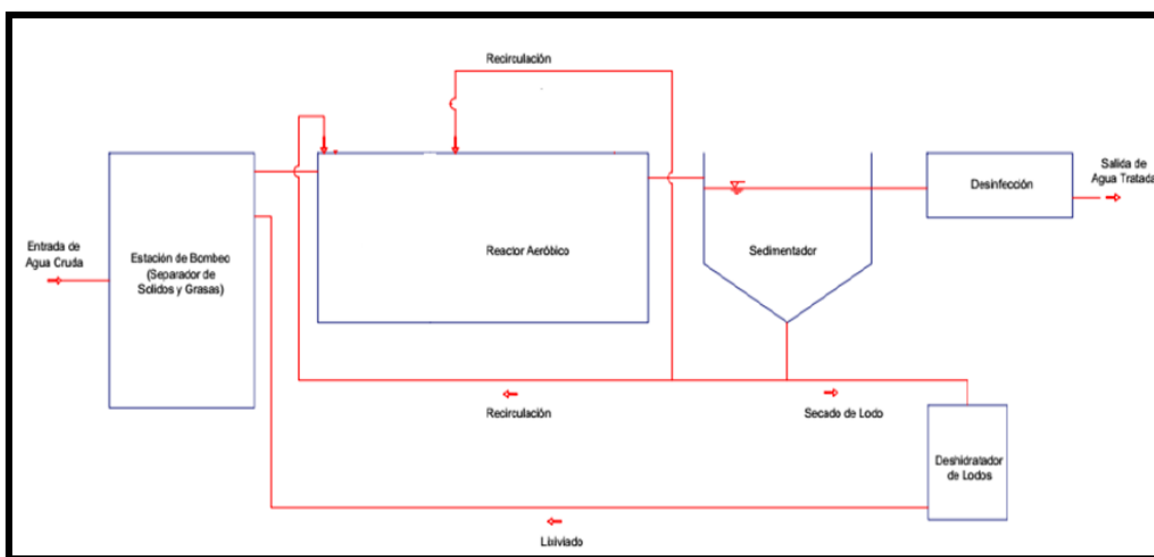 Recirculación
Entrada de
Agua Cruda
Estación de Bombeo
(Separador de
Solidos y Grasas)
Reactor Aeróbico
Sedimentador
Desinfección
Salida de
Agua Tratada
Recirculación
Secado de Lodo
Deshidratador
de Lodos
Lixiviado